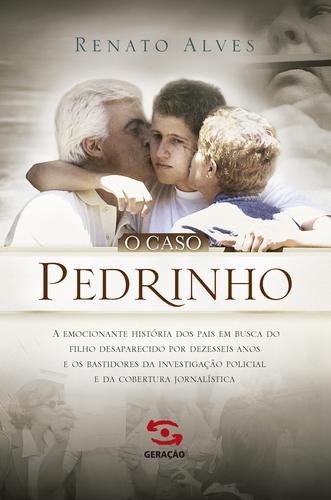 RENATO ALVES
O CASO
PEDRINHO
A EMOCIONANTE HISTÓRIA DOS PAIS EM BUSCA DO
FILHO DESAPARECIDO POR DEZESSEIS ANOS
E OS BASTIDORES DA INVESTIGAÇÃO POLICIAL
E DA COBERTURA JORNALÍSTICA
GERAÇÃO